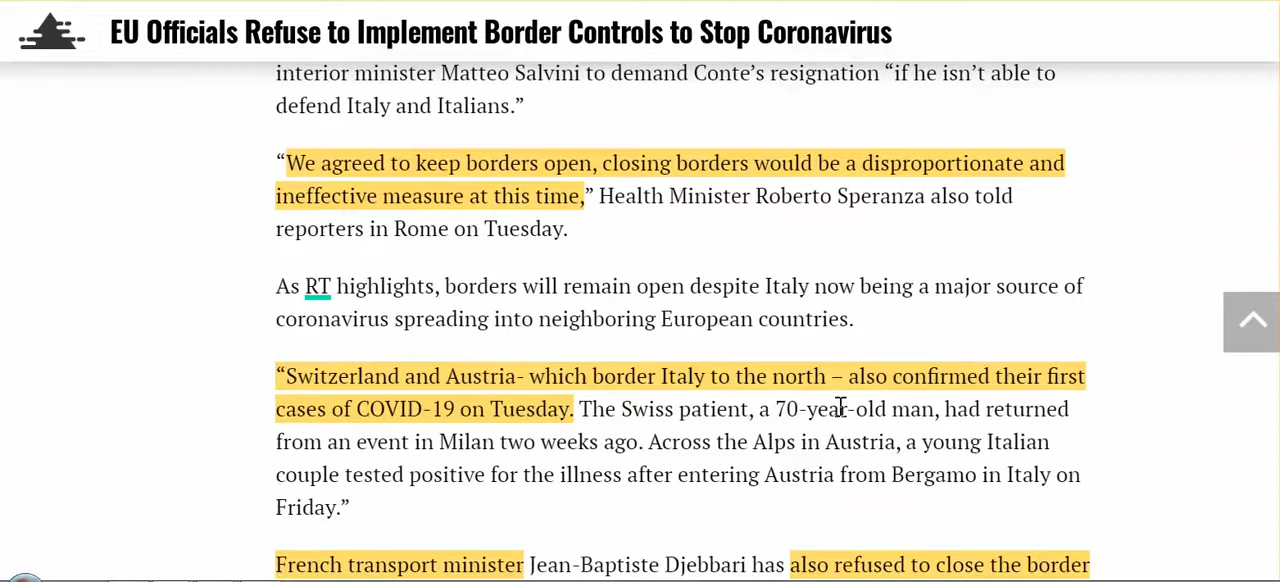 EU Officials Refuse to Implement Border Controls to Stop Coronavirus
interior minister Matteo Salvini to demand Conte’s resignation “if he isn’t able to
defend Italy and Italians.”
“We agreed to keep borders open, closing borders would be a disproportionate and
ineffective measure at this time,” Health Minister Roberto Speranza also told
reporters in Rome on Tuesday.
As RT highlights, borders will remain open despite Italy now being a major source of
coronavirus spreading into neighboring European countries.
“Switzerland and Austria- which border Italy to the north – also confirmed their first
cases of COVID-19 on Tuesday. The Swiss patient, a 70-year-old man, had returned
from an event in Milan two weeks ago. Across the Alps in Austria, a young Italian
couple tested positive for the illness after entering Austria from Bergamo in Italy on
Friday.”
French transport minister Jean-Baptiste Djebbari has also refused to close the border